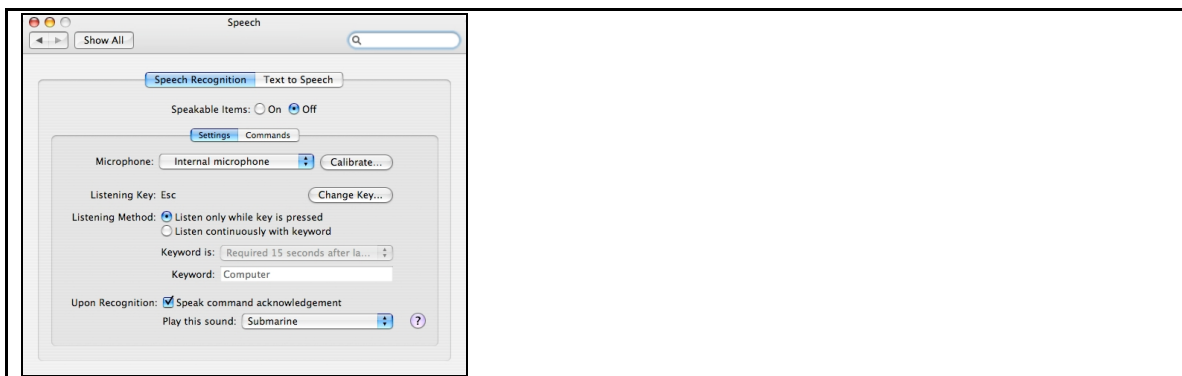 Speech
Show All
Speech Recognition Text to Speech
Speakable Items: On Off
Settings Commands
Microphone: Internal microphone Calibrate...
Listening Key: Esc Change Key...
Listening Method: Listen only while key is pressed
Listen continuously with keyword
Keyword is: Required 15 seconds after la...
Keyword: Computer
Upon Recognition: Speak command acknowledgement
Play this sound: Submarine ?